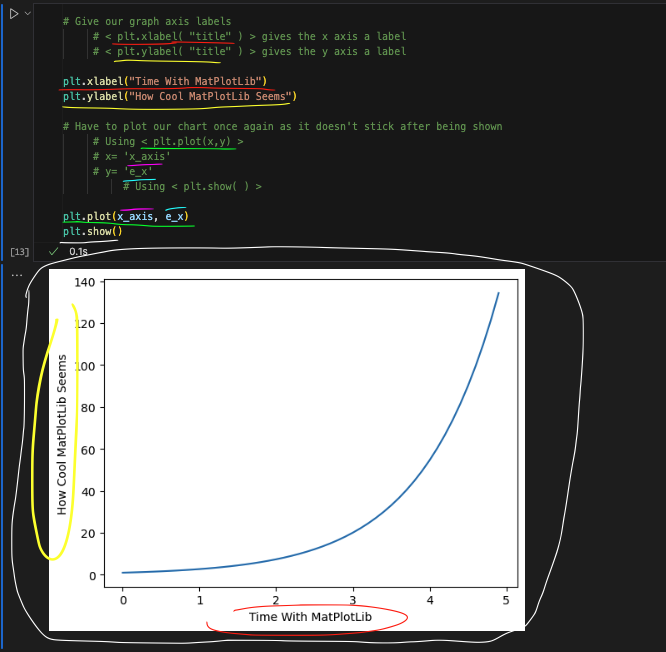 # Give our graph axis labels
# < plt.xlabel( "title" ) > gives the x axis a label
# < plt.ylabel( "title" ) > gives the y axis a label
plt.xlabel("Time With MatPlotLib")
plt.ylabel("How Cool MatPlotLib Seems")
# Have to plot our chart once again as it doesn't stick after being shown
# Using < plt.plot(x,y) >
# x= 'x_axis'
# y= 'e_x'
# Using < plt.show( ) >
plt.plot(x_axis, e_x)
plt.show()
[13]
0.1s
...
How Cool MatPlotLib Seems
140
120
100
80
60
40
20
0
0 1 2 3 4 5
Time With MatPlotLib